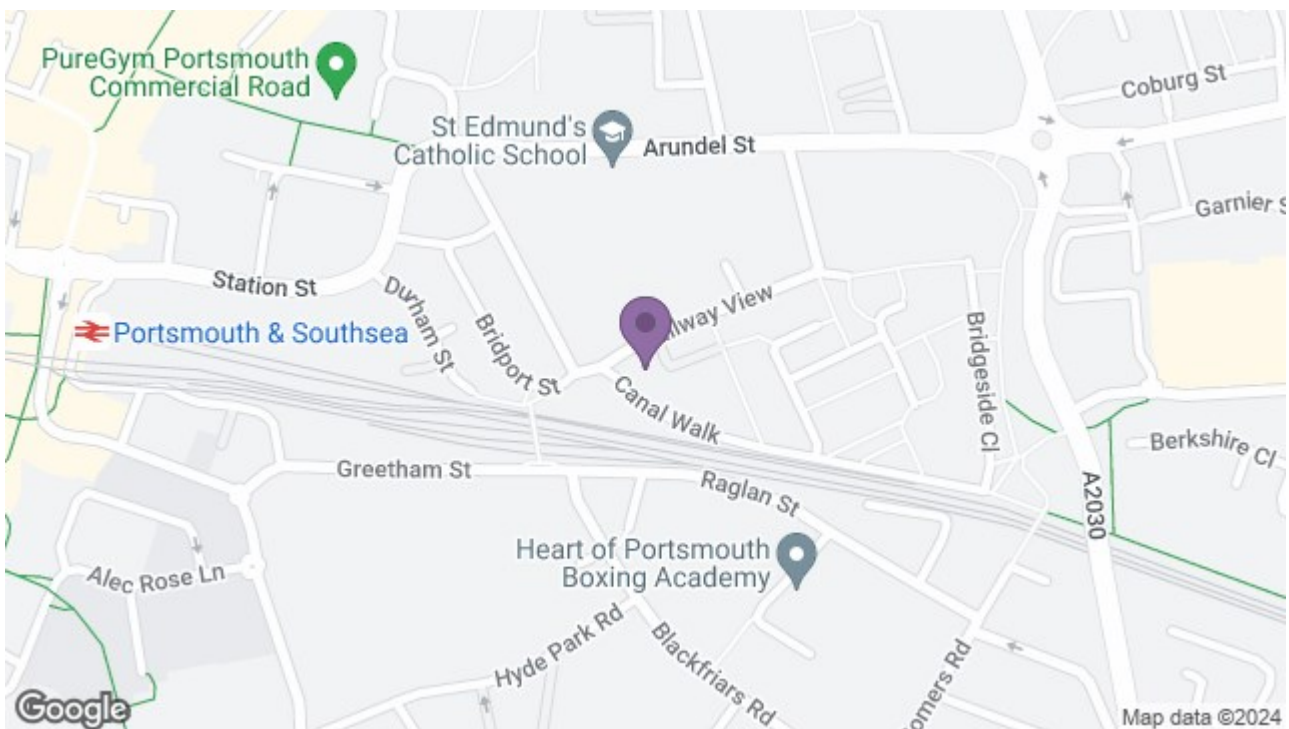 PureGym Portsmouth
Commercial Road
St Edmund's
Catholic School
Arundel St
Coburg St
Garnier S
Station St
Durham St
Bridport St
ilway View
Portsmouth & Southsea
Canal Walk
Bridgeside Cl
Berkshire Cl
Greetham St
Raglan St
A2030
Heart of Portsmouth
Boxing Academy
Alec Rose Ln
Hyde Park Rd
Blackfriars Rd
omers Rd
Google
Map data ©2024